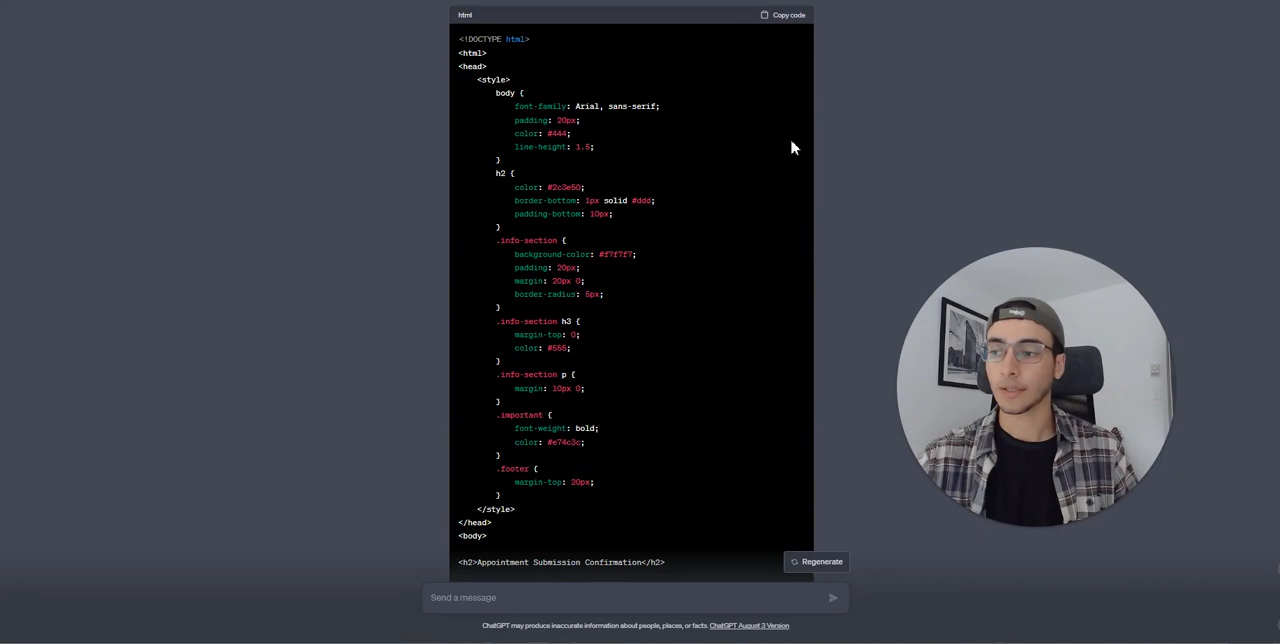 html
Copy code
<!DOCTYPE html>
<html>
<head>
<style>
body {
font-family: Arial, sans-serif;
padding: 20px;
color: #444;
line-height: 1.5;
}
h2 {
color: #2c3e50;
border-bottom: 1px solid #ddd;
padding-bottom: 10px;
}
.info-section {
background-color: #f7f7f7;
padding: 20px;
margin: 20px 0;
border-radius: 5px;
}
.info-section h3 {
margin-top: 0;
color: #555;
}
.info-section p {
margin: 10px 0;
}
.important {
font-weight: bold;
color: #e74c3c;
}
.footer {
margin-top: 20px;
}
</style>
</head>
<body>
<h2>Appointment Submission Confirmation</h2>
Regenerate
Send a message
ChatGPT may produce inaccurate information about people, places, or facts. ChatGPT August 3 Version